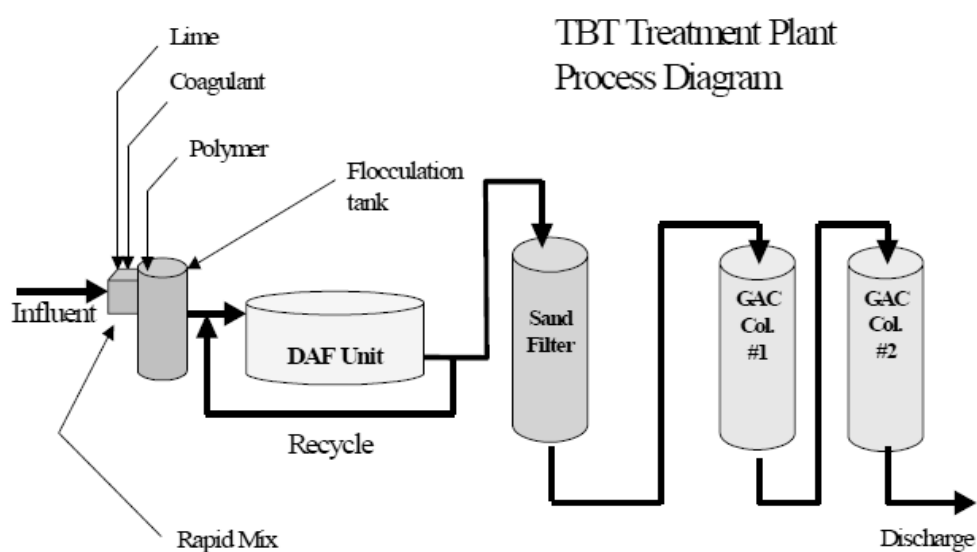 TBT Treatment Plant
Process Diagram
Lime
Coagulant
Polymer
Flocculation
tank
Influent
DAF Unit
Recycle
Rapid Mix
Sand
Filter
GAC
Col.
#1
GAC
Col.
#2
Discharge